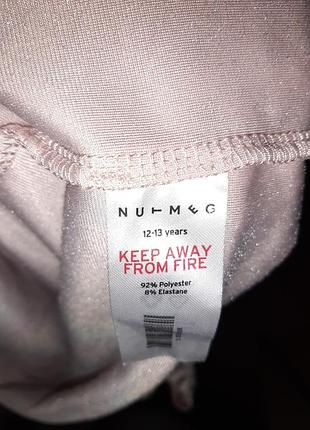 NUTMEG
12-13 years
KEEP AWAY
FROM FIRE
92% Polyester
8% Elastane